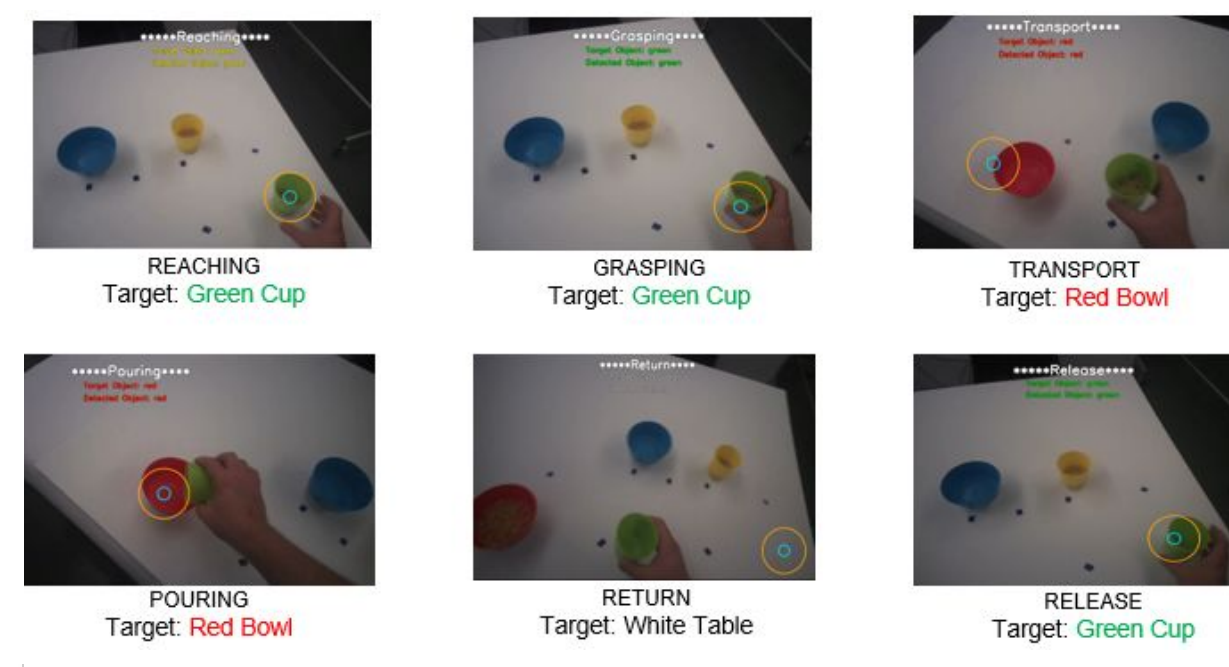 •••••Reaching••••
REACHING
Target: Green Cup
•••••Grasping••••
Target Object: green
Detected Object: green
GRASPING
Target: Green Cup
•••••Transport••••
Target Object: red
Detected Object: red
TRANSPORT
Target: Red Bowl
•••••Pouring••••
Target Object: red
Detected Object: red
POURING
Target: Red Bowl
•••••Return••••
RETURN
Target: White Table
•••••Release••••
Target Object: green
Detected Object: green
RELEASE
Target: Green Cup